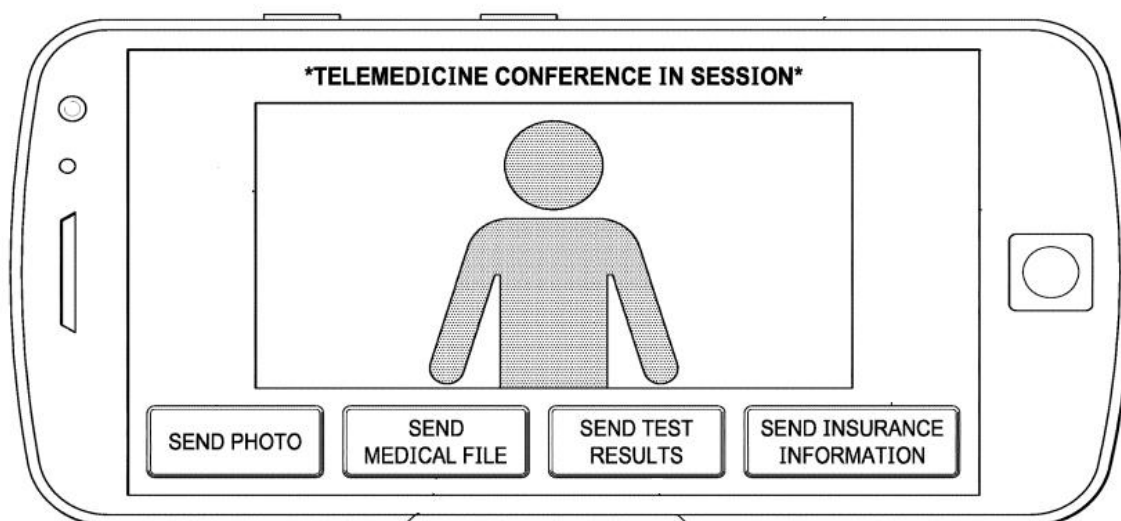 *TELEMEDICINE CONFERENCE IN SESSION*
SEND PHOTO
SEND
MEDICAL FILE
SEND TEST
RESULTS
SEND INSURANCE
INFORMATION